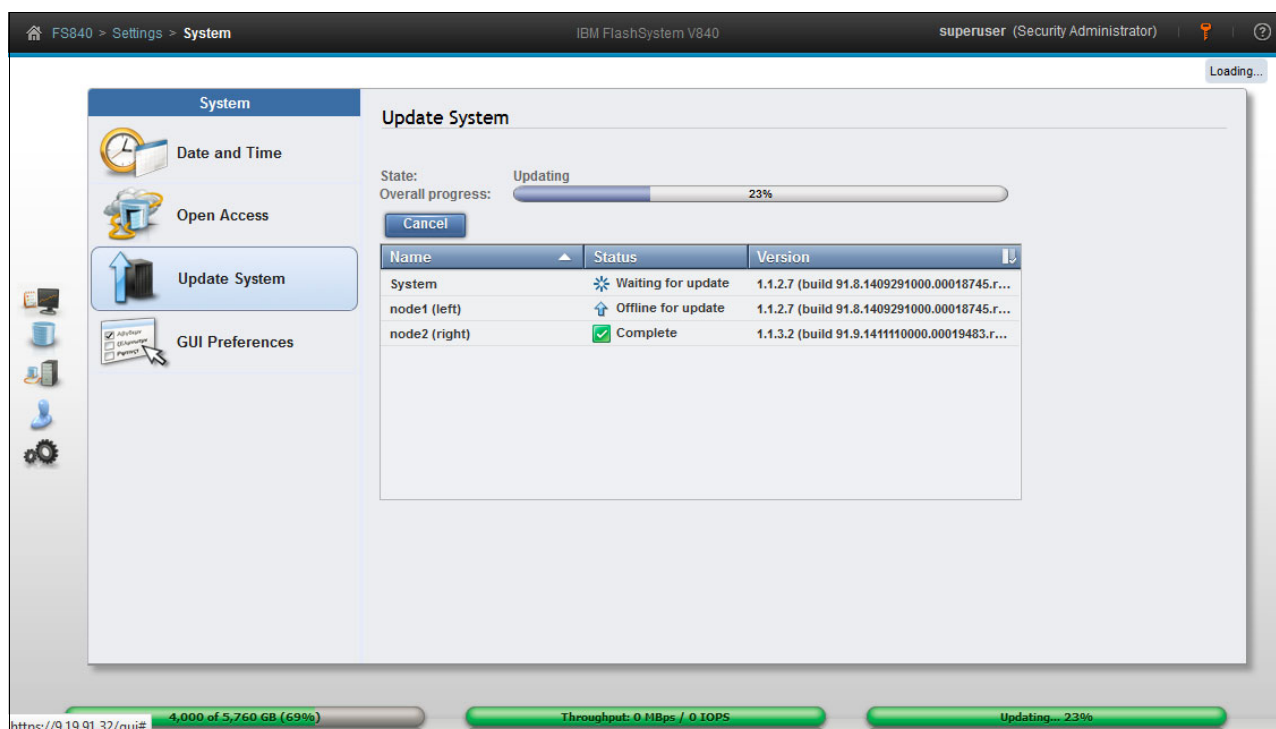 FS840 > Settings > System
IBM FlashSystem V840
superuser (Security Administrator)
Loading...
System
Date and Time
Open Access
Update System
GUI Preferences
Update System
State: Updating
Overall progress: 23%
Cancel
Name Status Version
System Waiting for update 1.1.2.7 (build 91.8.1409291000.00018745.r...
node1 (left) Offline for update 1.1.2.7 (build 91.8.1409291000.00018745.r...
node2 (right) Complete 1.1.3.2 (build 91.9.1411110000.00019483.r...
https://9.19.91.32/gui#
4,000 of 5,760 GB (69%)
Throughput: 0 MBps / 0 IOPS
Updating... 23%